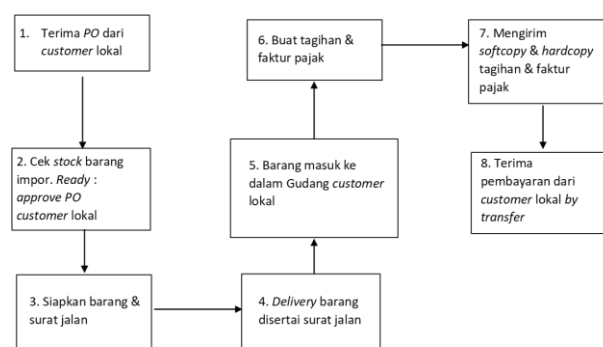 1. Terima PO dari
customer lokal
2. Cek stock barang
impor. Ready :
approve PO
customer lokal
3. Siapkan barang &
surat jalan
4. Delivery barang
disertai surat jalan
5. Barang masuk ke
dalam Gudang customer
lokal
6. Buat tagihan &
faktur pajak
7. Mengirim
softcopy & hardcopy
tagihan & faktur
pajak
8. Terima
pembayaran dari
customer lokal by
transfer